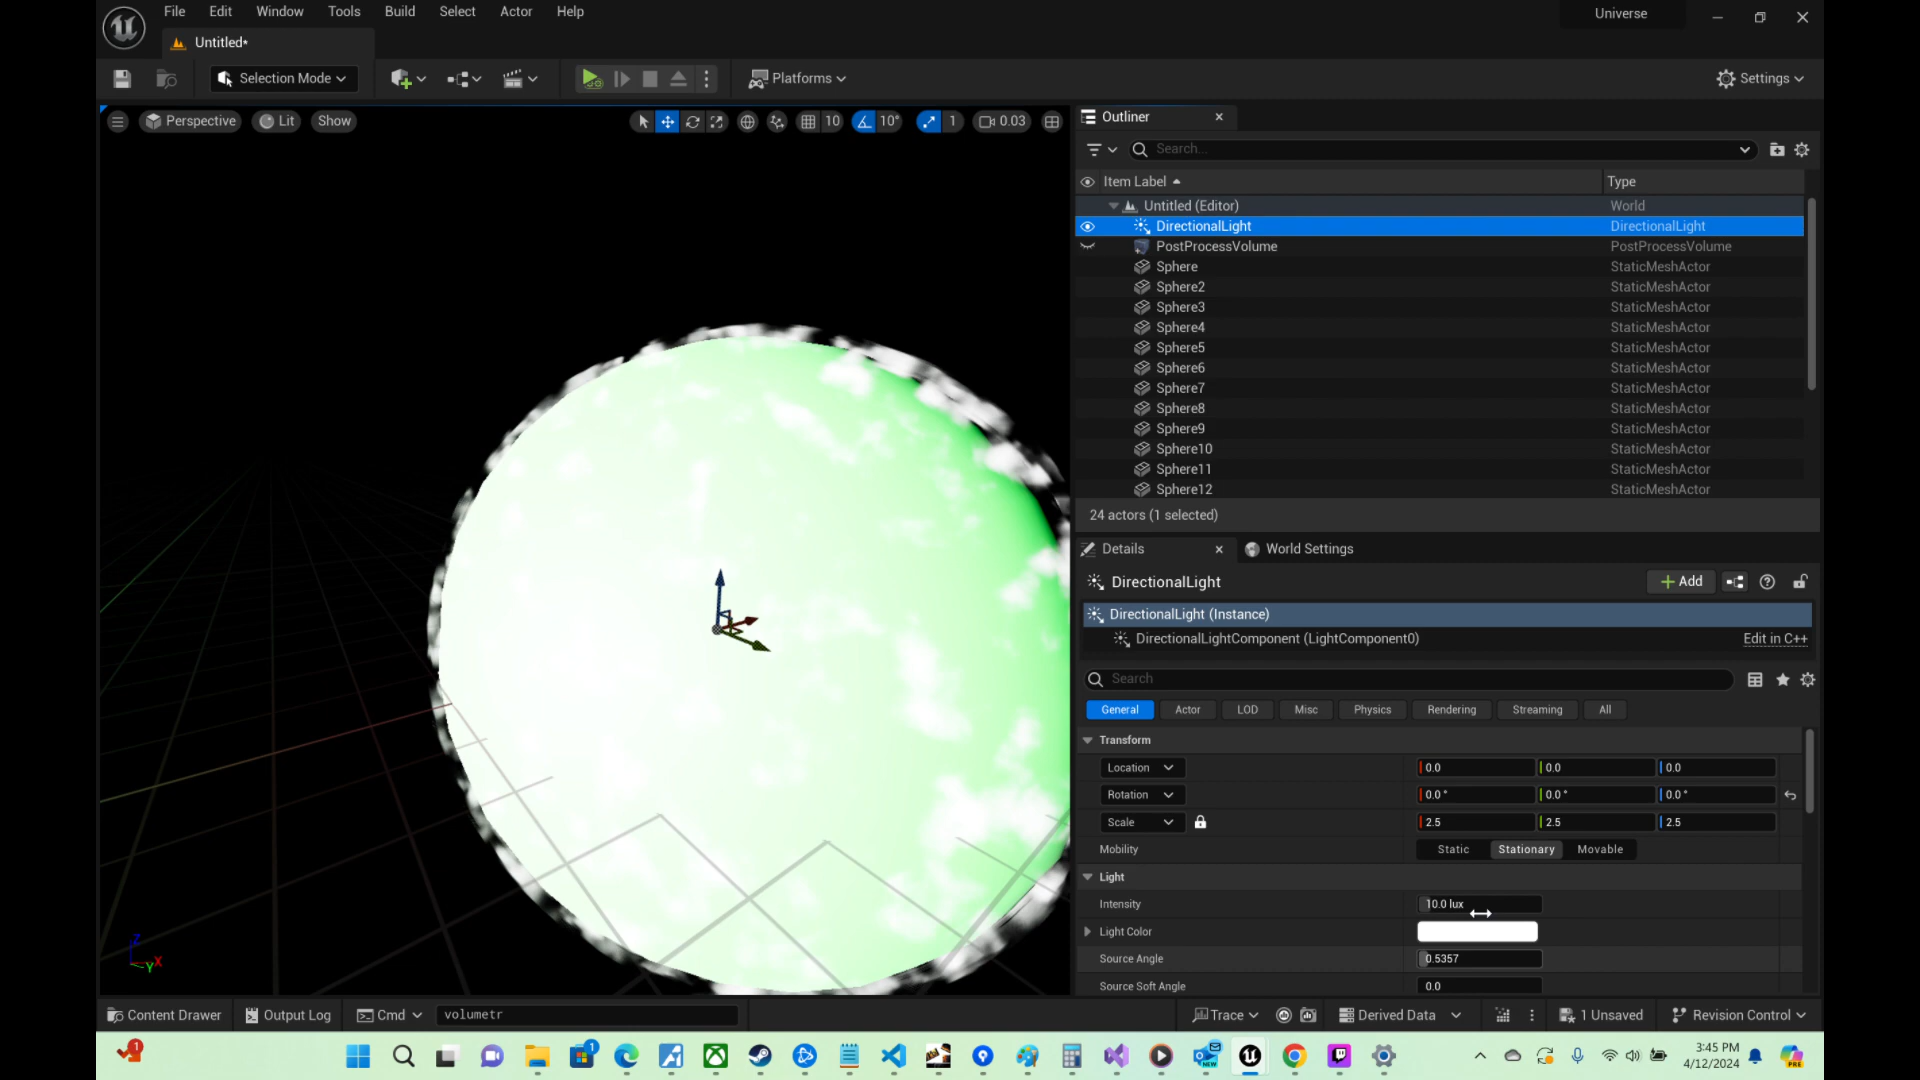 File Edit Window Tools Build Select Actor Help
Universe
Untitled*
Selection Mode
Platforms
Settings
Perspective Lit Show
10 10° 1 0.03
Outliner
Search...
Item Label Type
Untitled (Editor) World
DirectionalLight DirectionalLight
PostProcessVolume PostProcessVolume
Sphere StaticMeshActor
Sphere2 StaticMeshActor
Sphere3 StaticMeshActor
Sphere4 StaticMeshActor
Sphere5 StaticMeshActor
Sphere6 StaticMeshActor
Sphere7 StaticMeshActor
Sphere8 StaticMeshActor
Sphere9 StaticMeshActor
Sphere10 StaticMeshActor
Sphere11 StaticMeshActor
Sphere12 StaticMeshActor
24 actors (1 selected)
Details World Settings
DirectionalLight
Add
DirectionalLight (Instance)
DirectionalLightComponent (LightComponent0) Edit in C++
Search
General Actor LOD Misc Physics Rendering Streaming All
Transform
Location 0.0 0.0 0.0
Rotation 0.0° 0.0° 0.0°
Scale 2.5 2.5 2.5
Mobility Static Stationary Movable
Light
Intensity 10.0 lux
Light Color
Source Angle 0.5357
Source Soft Angle 0.0
Z
X
Y
Content Drawer Output Log Cmd volumetr Trace Derived Data 1 Unsaved Revision Control
1
1
NEW
3:45 PM
4/12/2024
PRE